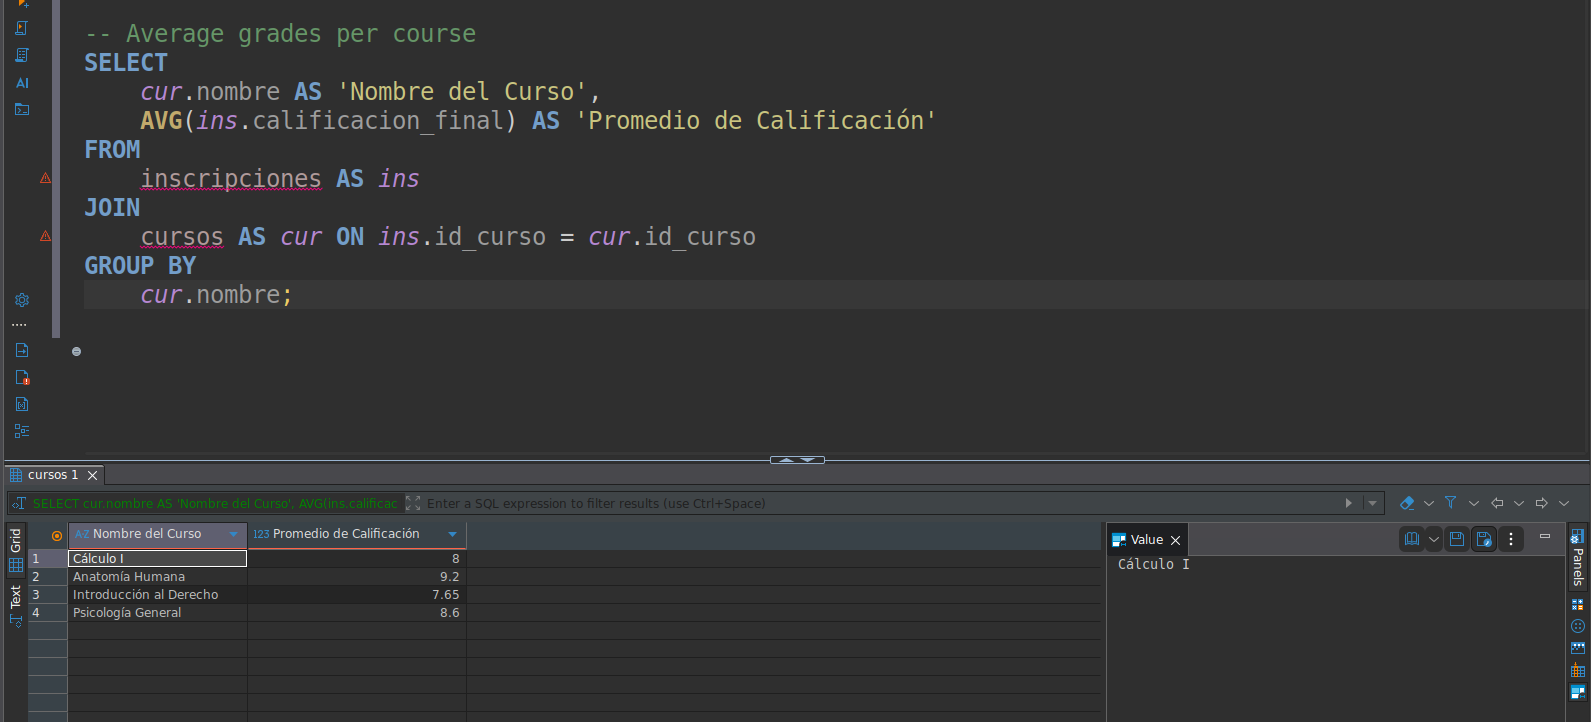 -- Average grades per course
SELECT
cur.nombre AS 'Nombre del Curso',
AVG(ins.calificacion_final) AS 'Promedio de Calificación'
FROM
inscripciones AS ins
JOIN
cursos AS cur ON ins.id_curso = cur.id_curso
GROUP BY
cur.nombre;
AI
cursos 1
SELECT cur.nombre AS 'Nombre del Curso', AVG(ins.calificac
Enter a SQL expression to filter results (use Ctrl+Space)
Grid
Text
A-Z Nombre del Curso
123 Promedio de Calificación
1 Cálculo I 8
2 Anatomía Humana 9.2
3 Introducción al Derecho 7.65
4 Psicología General 8.6
Value
Cálculo I
Panels